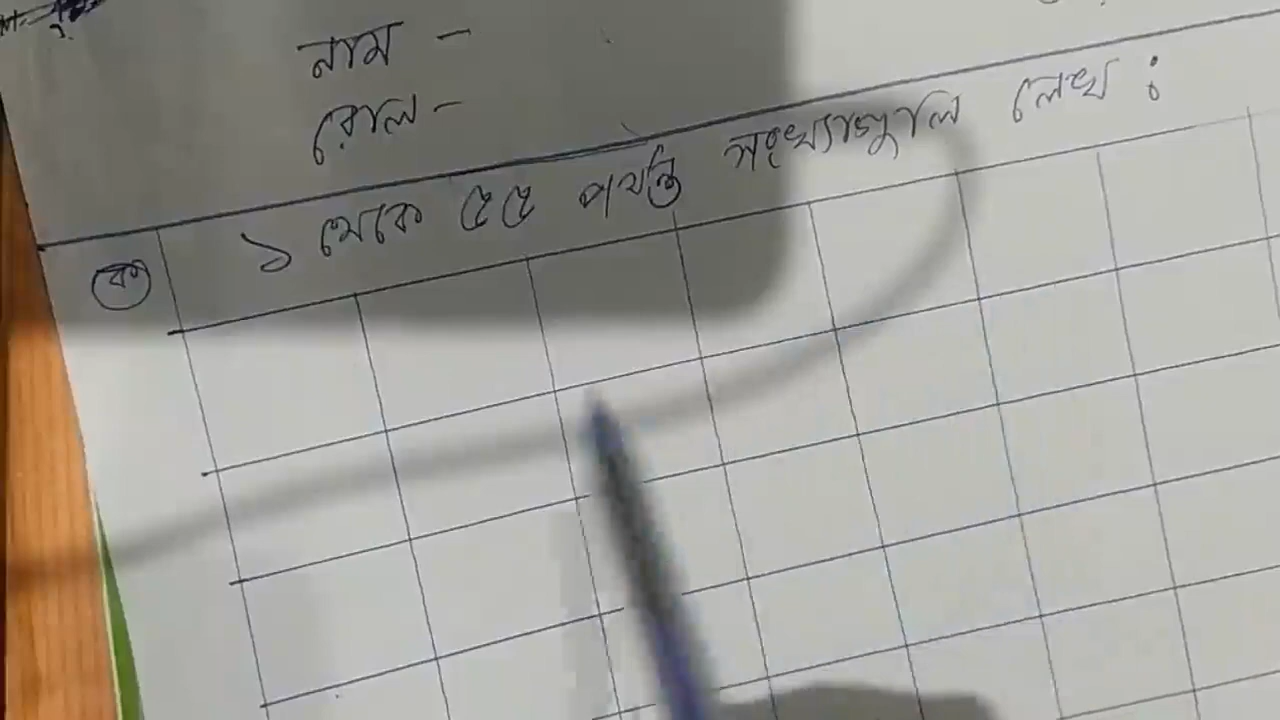 নাম -
রোল -
(ক) ১ থেকে ৫৫ পর্যন্ত সংখ্যাগুলি লেখ :